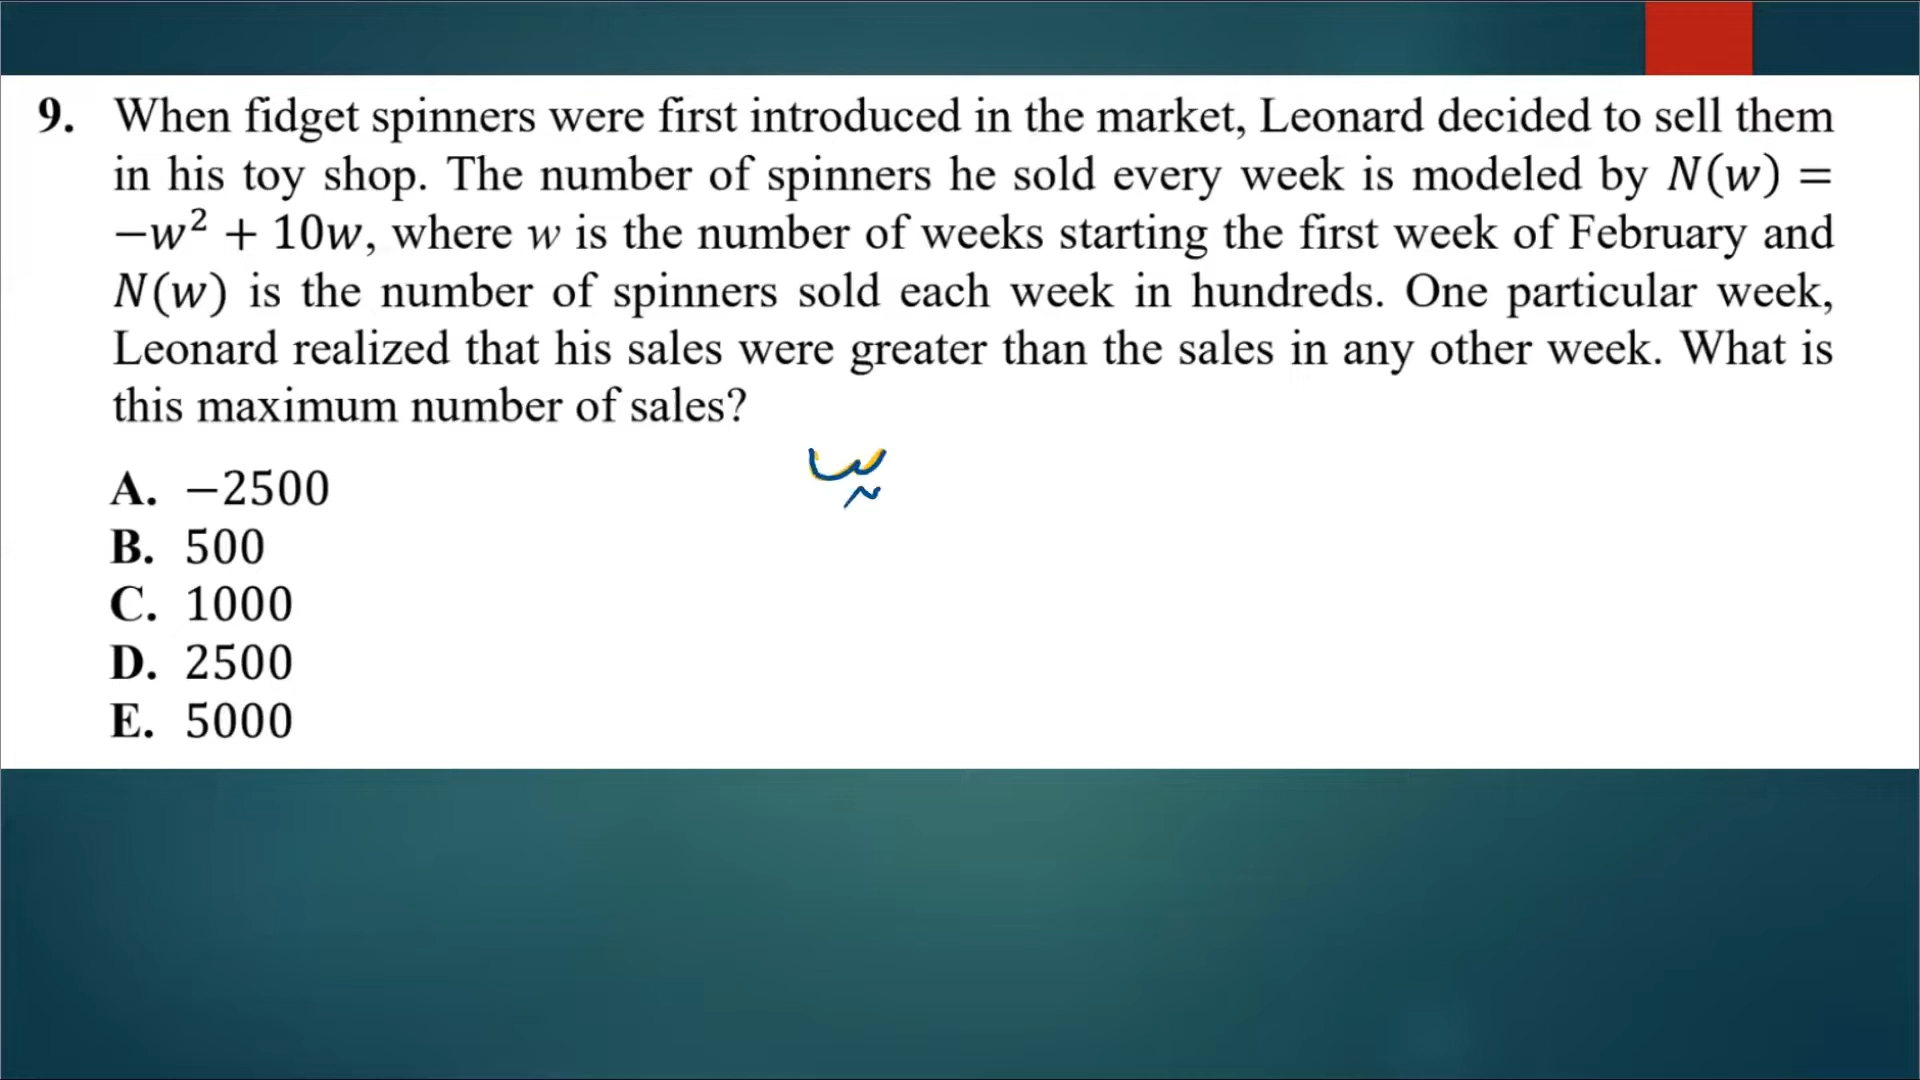 9. When fidget spinners were first introduced in the market, Leonard decided to sell them
in his toy shop. The number of spinners he sold every week is modeled by N(w) =
−w² + 10w, where w is the number of weeks starting the first week of February and
N(w) is the number of spinners sold each week in hundreds. One particular week,
Leonard realized that his sales were greater than the sales in any other week. What is
this maximum number of sales?
A. −2500
B. 500
C. 1000
D. 2500
E. 5000